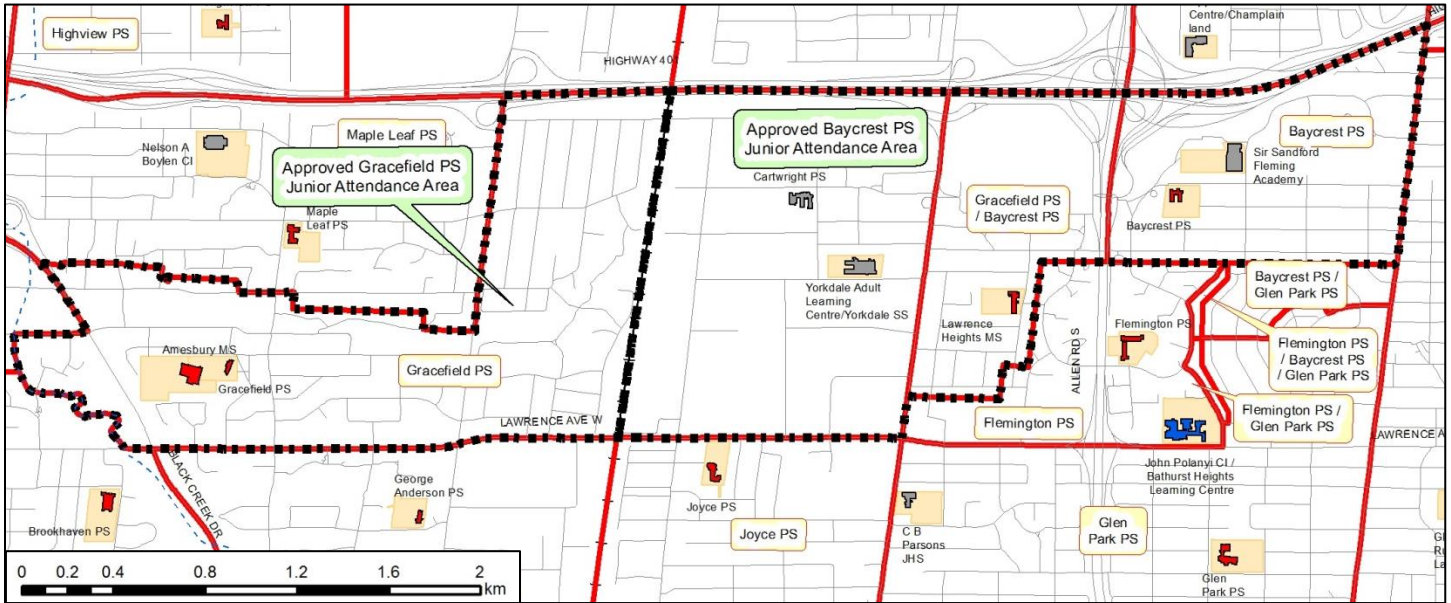 Highview PS
Centre/Champlain
land
HIGHWAY 401
Maple Leaf PS
Nelson A
Boylen CI
Approved Gracefield PS
Junior Attendance Area
Approved Baycrest PS
Junior Attendance Area
Cartwright PS
Baycrest PS
Sir Sandford
Fleming
Academy
Maple
Leaf PS
Gracefield PS
/ Baycrest PS
Baycrest PS
Yorkdale Adult
Learning
Centre/Yorkdale SS
Lawrence
Heights MS
ALLEN RD S
Flemington PS
Baycrest PS /
Glen Park PS
Flemington PS
/ Baycrest PS
/ Glen Park PS
Amesbury MS
Gracefield PS
Gracefield PS
Flemington PS /
Glen Park PS
LAWRENCE AVE W
Flemington PS
LAWRENCE A
BLACK CREEK DR
John Polanyi CI /
Bathurst Heights
Learning Centre
George
Anderson PS
Brookhaven PS
Joyce PS
Joyce PS
C B
Parsons
JHS
Glen
Park PS
Glen
Park PS
0 0.2 0.4 0.8 1.2 1.6 2
km